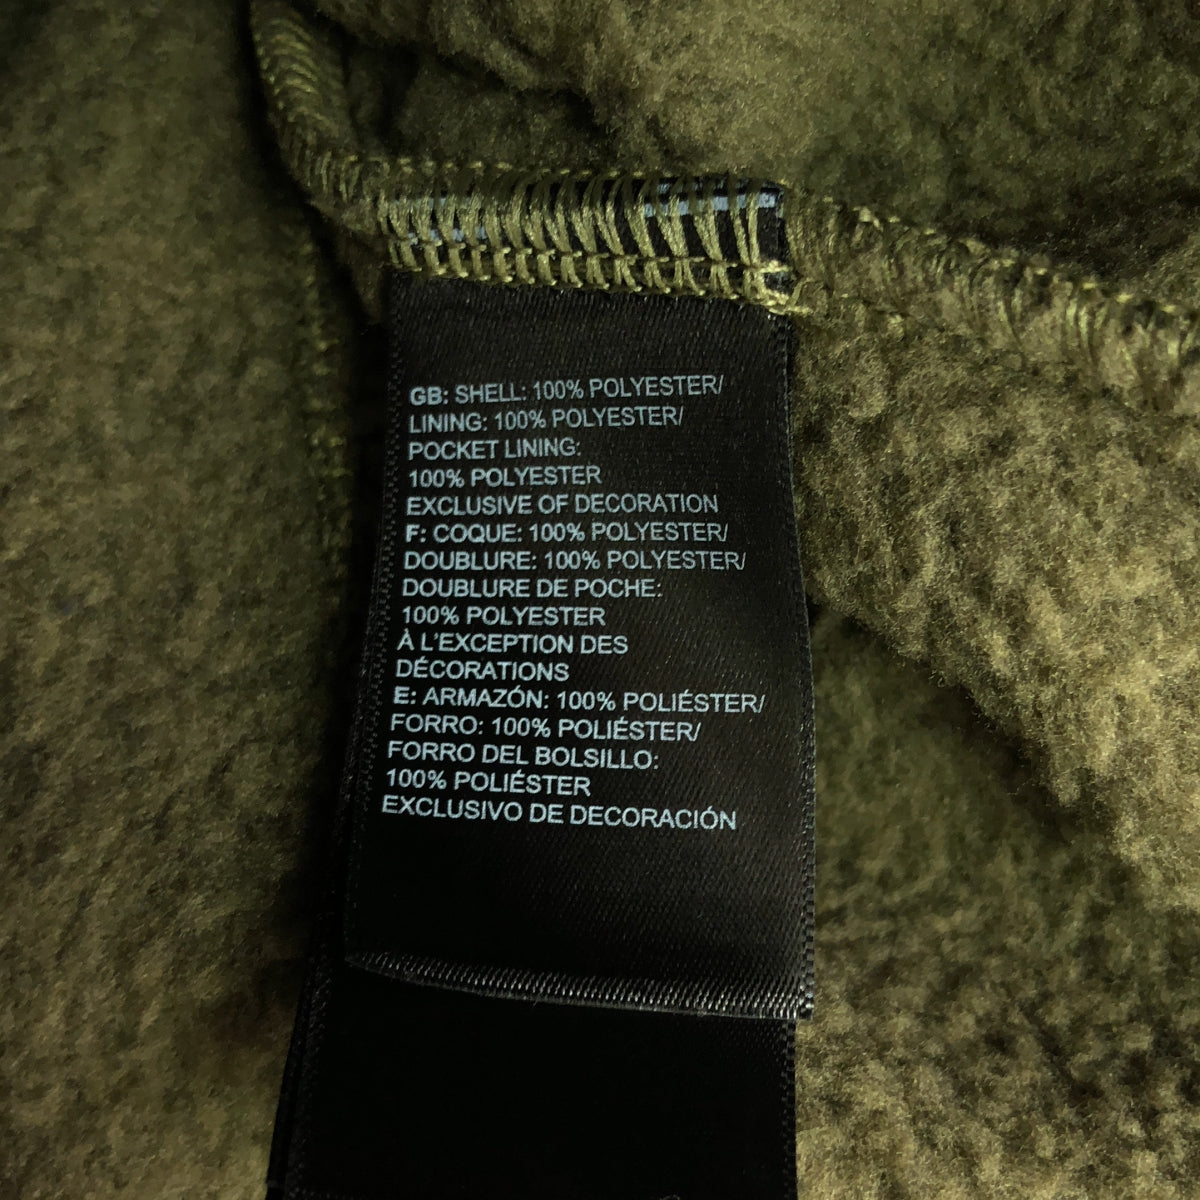 GB: SHELL: 100% POLYESTER/
LINING: 100% POLYESTER/
POCKET LINING:
100% POLYESTER
EXCLUSIVE OF DECORATION
F: COQUE: 100% POLYESTER/
DOUBLURE: 100% POLYESTER/
DOUBLURE DE POCHE:
100% POLYESTER
À L'EXCEPTION DES
DÉCORATIONS
E: ARMAZÓN: 100% POLIÉSTER/
FORRO: 100% POLIÉSTER/
FORRO DEL BOLSILLO:
100% POLIÉSTER
EXCLUSIVO DE DECORACIÓN